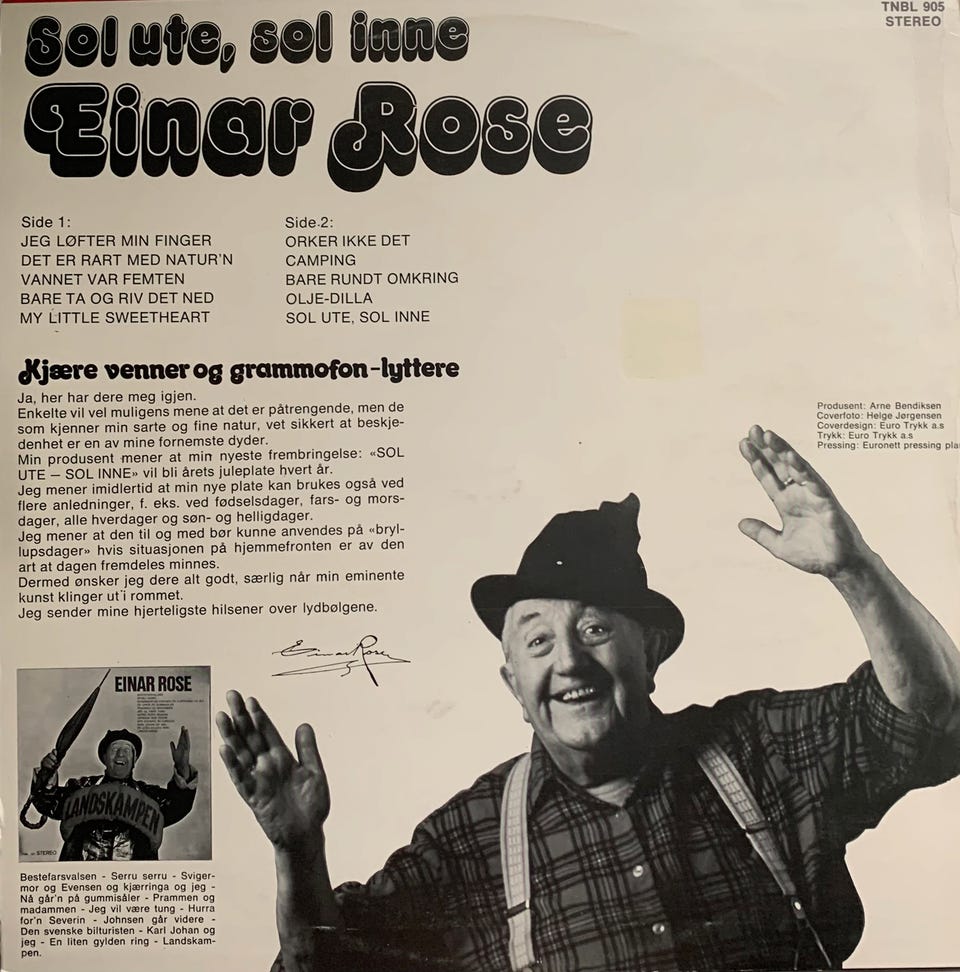 TNBL 905
STEREO
Sol ute, sol inne
Einar Rose
Side 1:
JEG LØFTER MIN FINGER
DET ER RART MED NATUR'N
VANNET VAR FEMTEN
BARE TA OG RIV DET NED
MY LITTLE SWEETHEART
Side 2:
ORKER IKKE DET
CAMPING
BARE RUNDT OMKRING
OLJE-DILLA
SOL UTE, SOL INNE
Kjære venner og grammofon-lyttere
Ja, her har dere meg igjen.
Enkelte vil vel muligens mene at det er påtrengende, men de
som kjenner min sarte og fine natur, vet sikkert at beskje-
denhet er en av mine fornemste dyder.
Min produsent mener at min nyeste frembringelse: «SOL
UTE – SOL INNE» vil bli årets juleplate hvert år.
Jeg mener imidlertid at min nye plate kan brukes også ved
flere anledninger, f. eks. ved fødselsdager, fars- og mors-
dager, alle hverdager og søn- og helligdager.
Jeg mener at den til og med bør kunne anvendes på «bryl-
lupsdager» hvis situasjonen på hjemmefronten er av den
art at dagen fremdeles minnes.
Dermed ønsker jeg dere alt godt, særlig når min eminente
kunst klinger ut i rommet.
Jeg sender mine hjerteligste hilsener over lydbølgene.
Einar Rose
Produsent: Arne Bendiksen
Coverfoto: Helge Jørgensen
Coverdesign: Euro Trykk a.s
Trykk: Euro Trykk a.s
Pressing: Euronett pressing pla
EINAR ROSE
LANDSKAMPEN
STEREO
Bestefarsvalsen - Serru serru - Sviger-
mor og Evensen og kjærringa og jeg -
Nå går'n på gummisåler - Prammen og
madammen - Jeg vil være tung - Hurra
for'n Severin - Johnsen går videre -
Den svenske bilturisten - Karl Johan og
jeg - En liten gylden ring - Landskam-
pen.